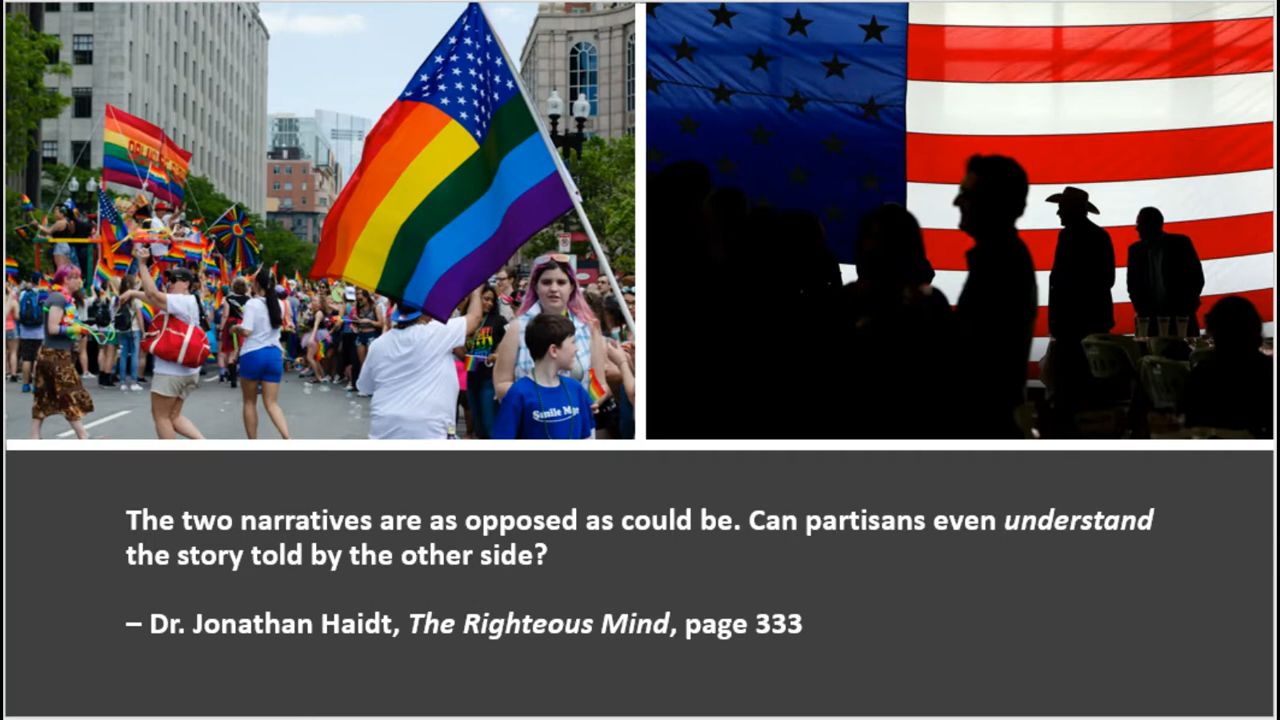 The two narratives are as opposed as could be. Can partisans even understand
the story told by the other side?
– Dr. Jonathan Haidt, The Righteous Mind, page 333